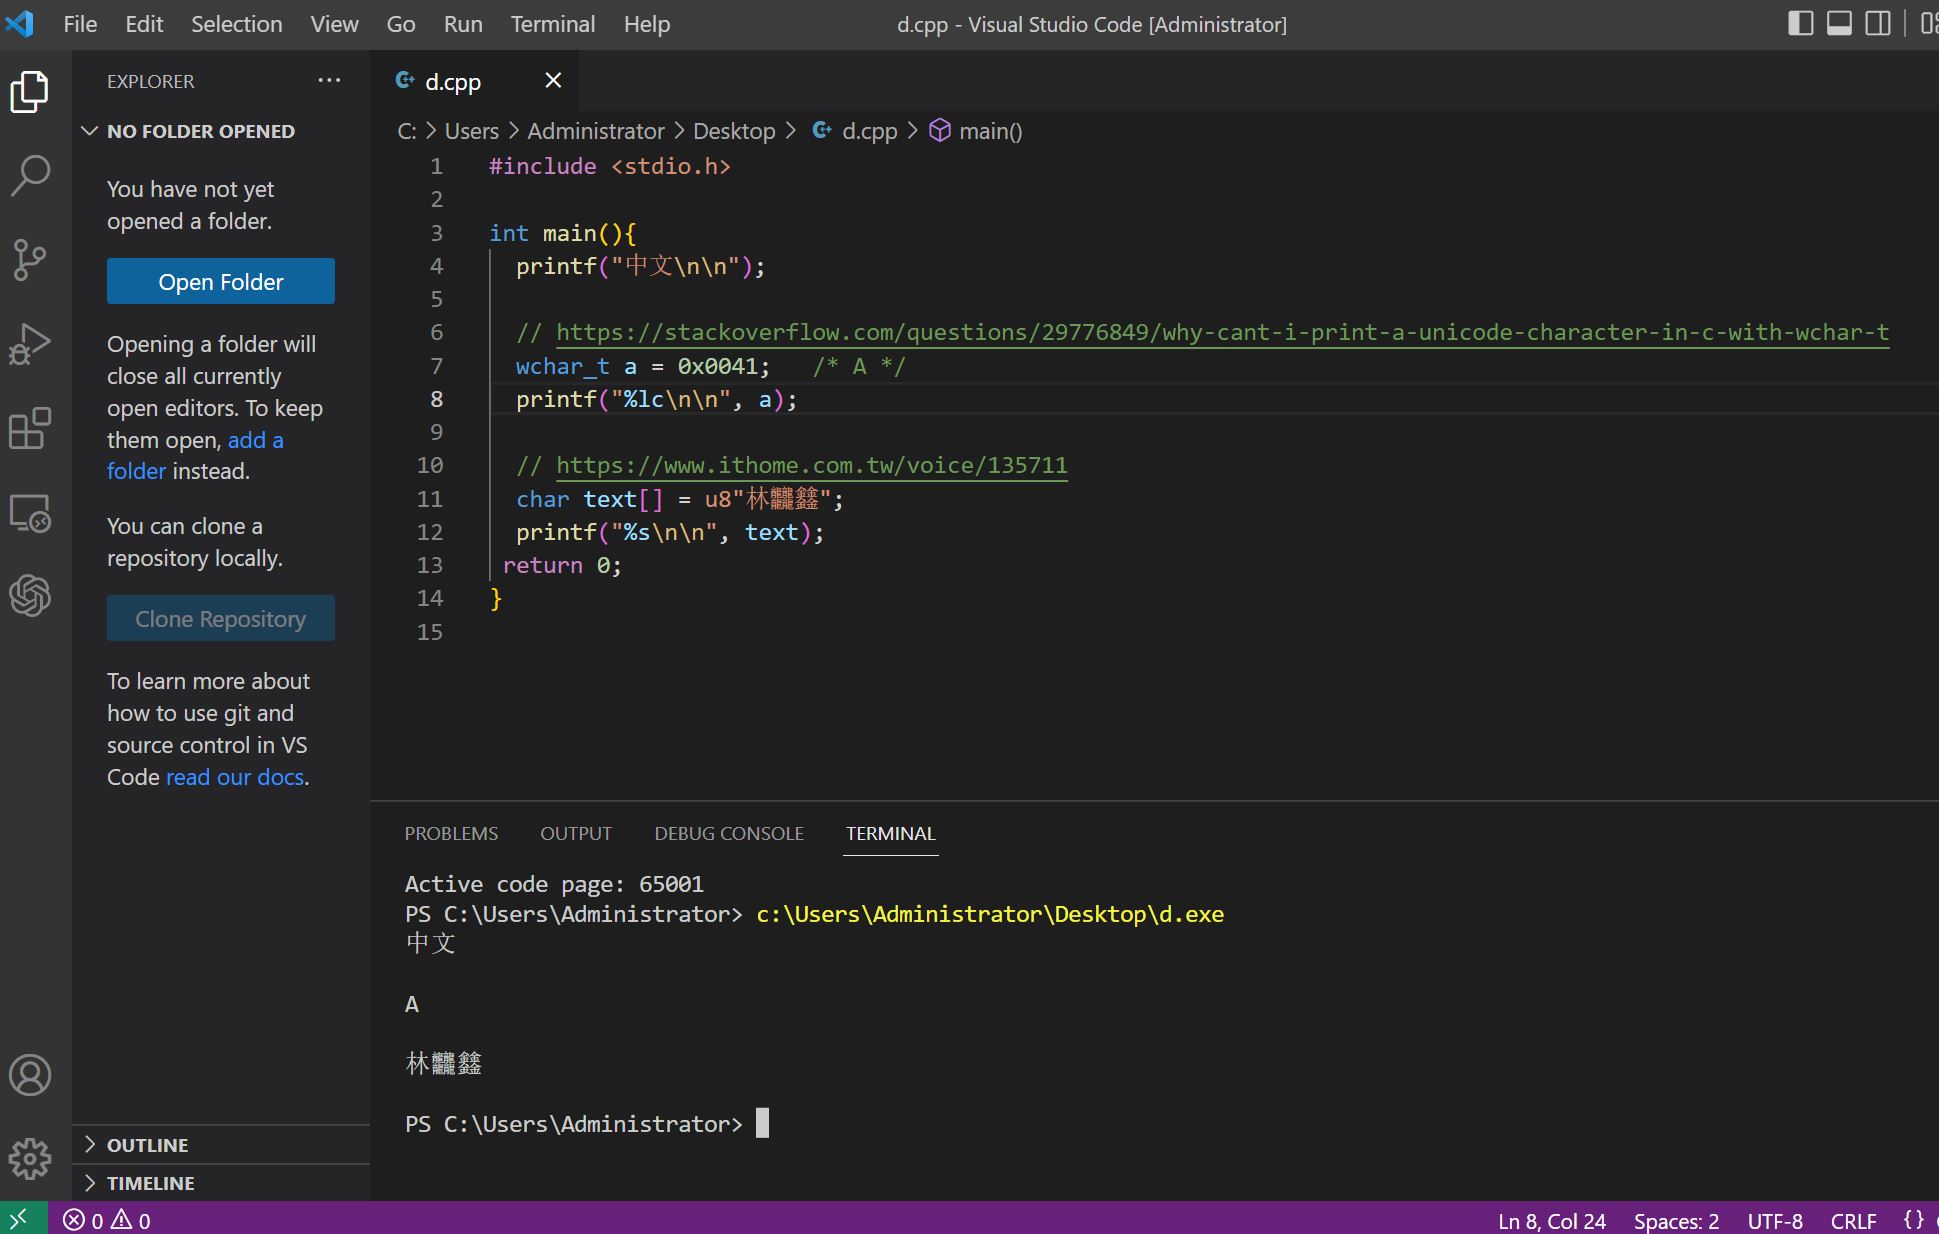 File Edit Selection View Go Run Terminal Help d.cpp - Visual Studio Code [Administrator]
EXPLORER ···
NO FOLDER OPENED
You have not yet
opened a folder.
Open Folder
Opening a folder will
close all currently
open editors. To keep
them open, add a
folder instead.
You can clone a
repository locally.
Clone Repository
To learn more about
how to use git and
source control in VS
Code read our docs.
OUTLINE
TIMELINE
d.cpp
C: > Users > Administrator > Desktop > d.cpp > main()
1 #include <stdio.h>
2
3 int main(){
4 printf("中文\n\n");
5
6 // https://stackoverflow.com/questions/29776849/why-cant-i-print-a-unicode-character-in-c-with-wchar-t
7 wchar_t a = 0x0041; /* A */
8 printf("%lc\n\n", a);
9
10 // https://www.ithome.com.tw/voice/135711
11 char text[] = u8"林龘鑫";
12 printf("%s\n\n", text);
13 return 0;
14 }
15
PROBLEMS OUTPUT DEBUG CONSOLE TERMINAL
Active code page: 65001
PS C:\Users\Administrator> c:\Users\Administrator\Desktop\d.exe
中文
A
林龘鑫
PS C:\Users\Administrator>
0 0 Ln 8, Col 24 Spaces: 2 UTF-8 CRLF {}